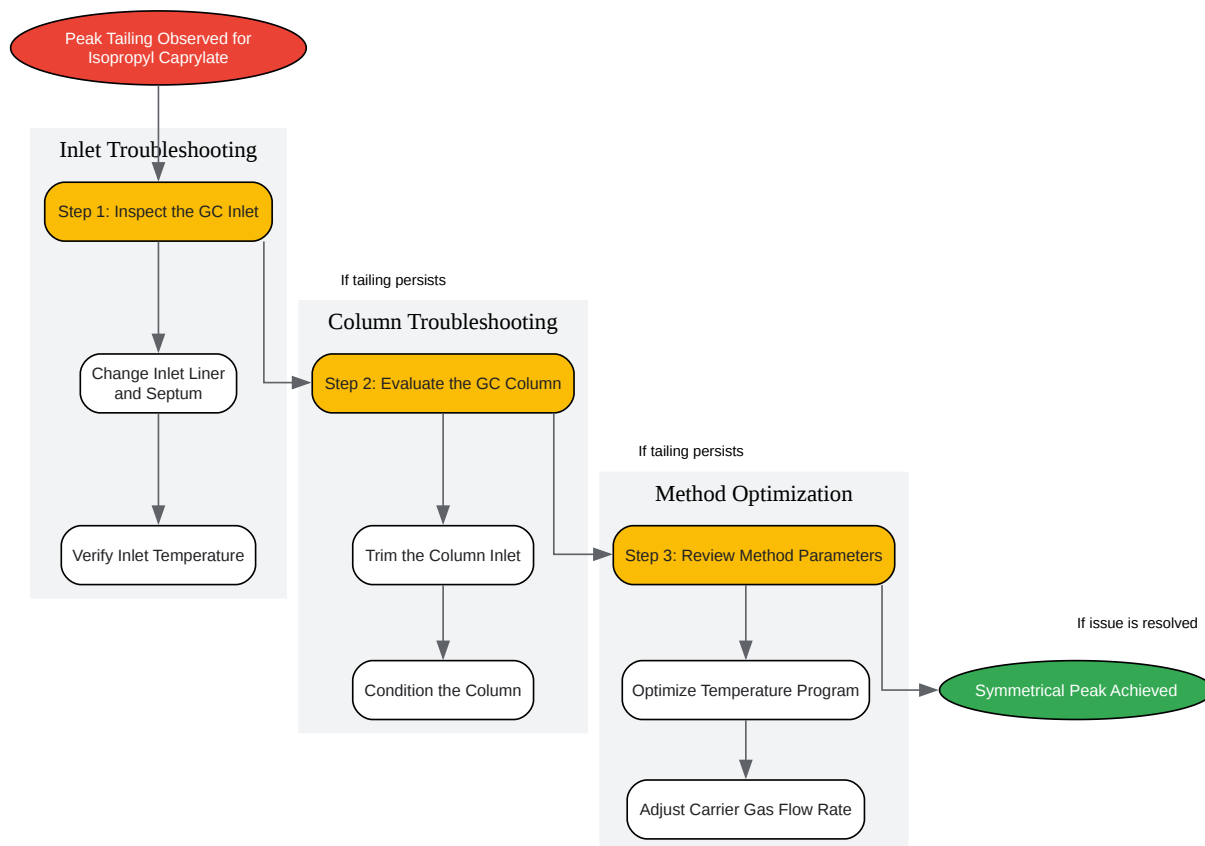 Peak Tailing Observed for
Isopropyl Caprylate
Inlet Troubleshooting
Step 1: Inspect the GC Inlet
Change Inlet Liner
and Septum
Verify Inlet Temperature
If tailing persists
Column Troubleshooting
Step 2: Evaluate the GC Column
Trim the Column Inlet
Condition the Column
If tailing persists
Method Optimization
Step 3: Review Method Parameters
Optimize Temperature Program
Adjust Carrier Gas Flow Rate
If issue is resolved
Symmetrical Peak Achieved